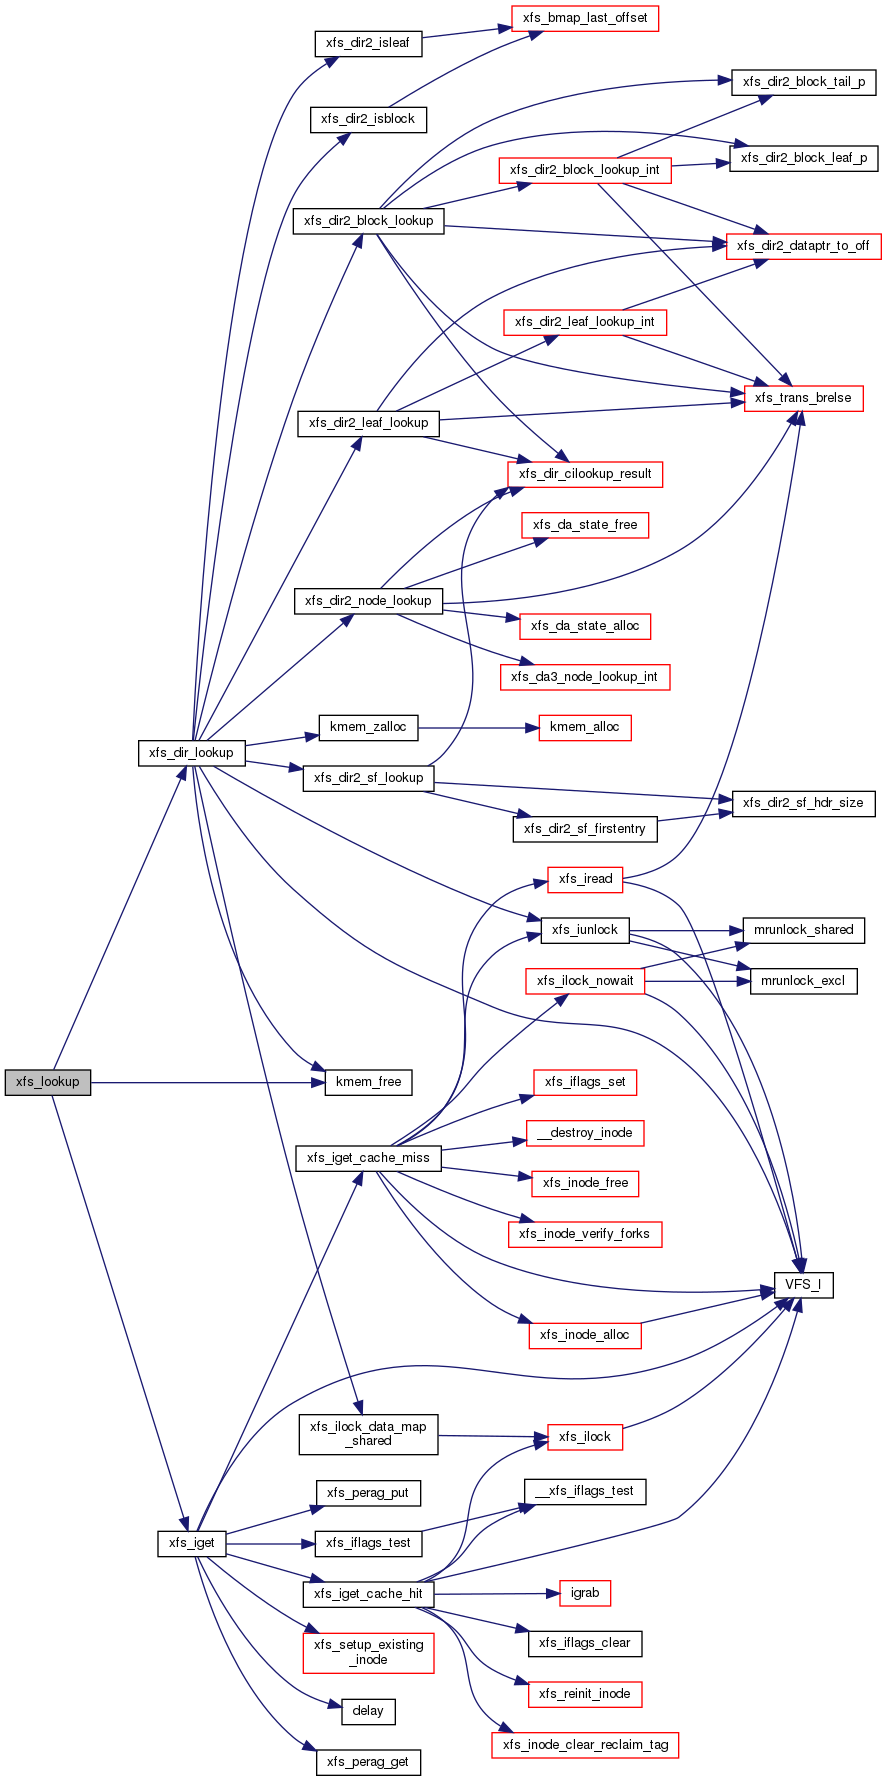 xfs_bmap_last_offset
xfs_dir2_isleaf
xfs_dir2_block_tail_p
xfs_dir2_isblock
xfs_dir2_block_leaf_p
xfs_dir2_block_lookup_int
xfs_dir2_block_lookup
xfs_dir2_dataptr_to_off
xfs_dir2_leaf_lookup_int
xfs_trans_brelse
xfs_dir2_leaf_lookup
xfs_dir_cilookup_result
xfs_da_state_free
xfs_dir2_node_lookup
xfs_da_state_alloc
xfs_da3_node_lookup_int
kmem_zalloc
kmem_alloc
xfs_dir_lookup
xfs_dir2_sf_lookup
xfs_dir2_sf_hdr_size
xfs_dir2_sf_firstentry
xfs_iread
xfs_iunlock
mrunlock_shared
xfs_ilock_nowait
mrunlock_excl
xfs_lookup
kmem_free
xfs_iflags_set
__destroy_inode
xfs_iget_cache_miss
xfs_inode_free
xfs_inode_verify_forks
VFS_I
xfs_inode_alloc
xfs_ilock_data_map
_shared
xfs_ilock
xfs_perag_put
__xfs_iflags_test
xfs_iget
xfs_iflags_test
xfs_iget_cache_hit
igrab
xfs_iflags_clear
xfs_setup_existing
_inode
xfs_reinit_inode
delay
xfs_inode_clear_reclaim_tag
xfs_perag_get